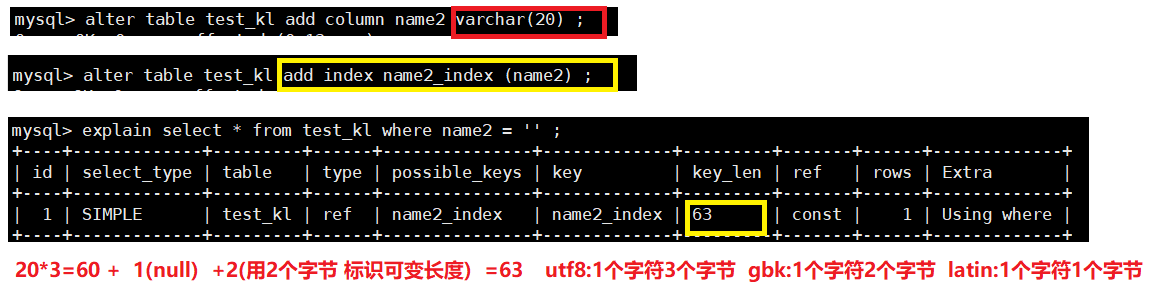 mysql> alter table test_kl add column name2 varchar(20) ;
mysql> alter table test_kl add index name2_index (name2) ;
mysql> explain select * from test_kl where name2 = '' ;
+----+-------------+---------+------+---------------+-------------+---------+-------+------+-------------+
| id | select_type | table   | type | possible_keys | key         | key_len | ref   | rows | Extra       |
+----+-------------+---------+------+---------------+-------------+---------+-------+------+-------------+
|  1 | SIMPLE      | test_kl | ref  | name2_index   | name2_index | 63      | const |    1 | Using where |
+----+-------------+---------+------+---------------+-------------+---------+-------+------+-------------+
20*3=60 + 1(null) +2(用2个字节 标识可变长度) =63 utf8:1个字符3个字节 gbk:1个字符2个字节 latin:1个字符1个字节